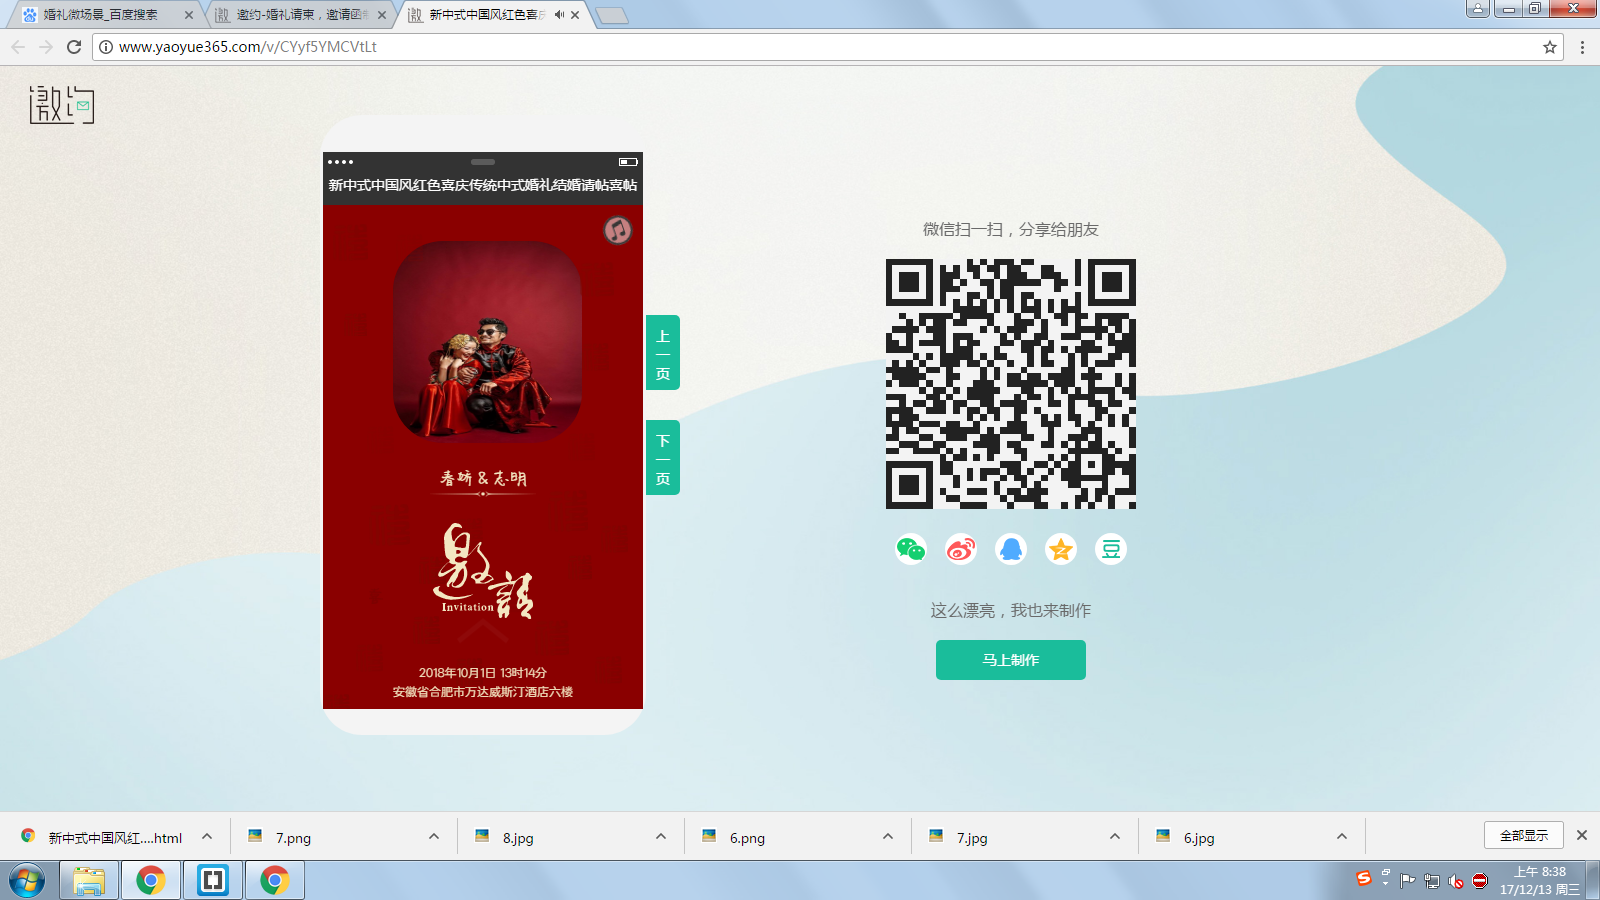 婚礼微场景_百度搜索
邀约-婚礼请柬，邀请函制
新中式中国风红色喜庆
www.yaoyue365.com/v/CYyf5YMCVtLt
邀约
新中式中国风红色喜庆传统中式婚礼结婚请帖喜帖
春娇 & 志明
邀請
Invitation
2018年10月1日 13时14分
安徽省合肥市万达威斯汀酒店六楼
上一页
下一页
微信扫一扫，分享给朋友
豆
这么漂亮，我也来制作
马上制作
新中式中国风红....html
7.png
8.jpg
6.png
7.jpg
6.jpg
全部显示
上午 8:38
17/12/13 周三